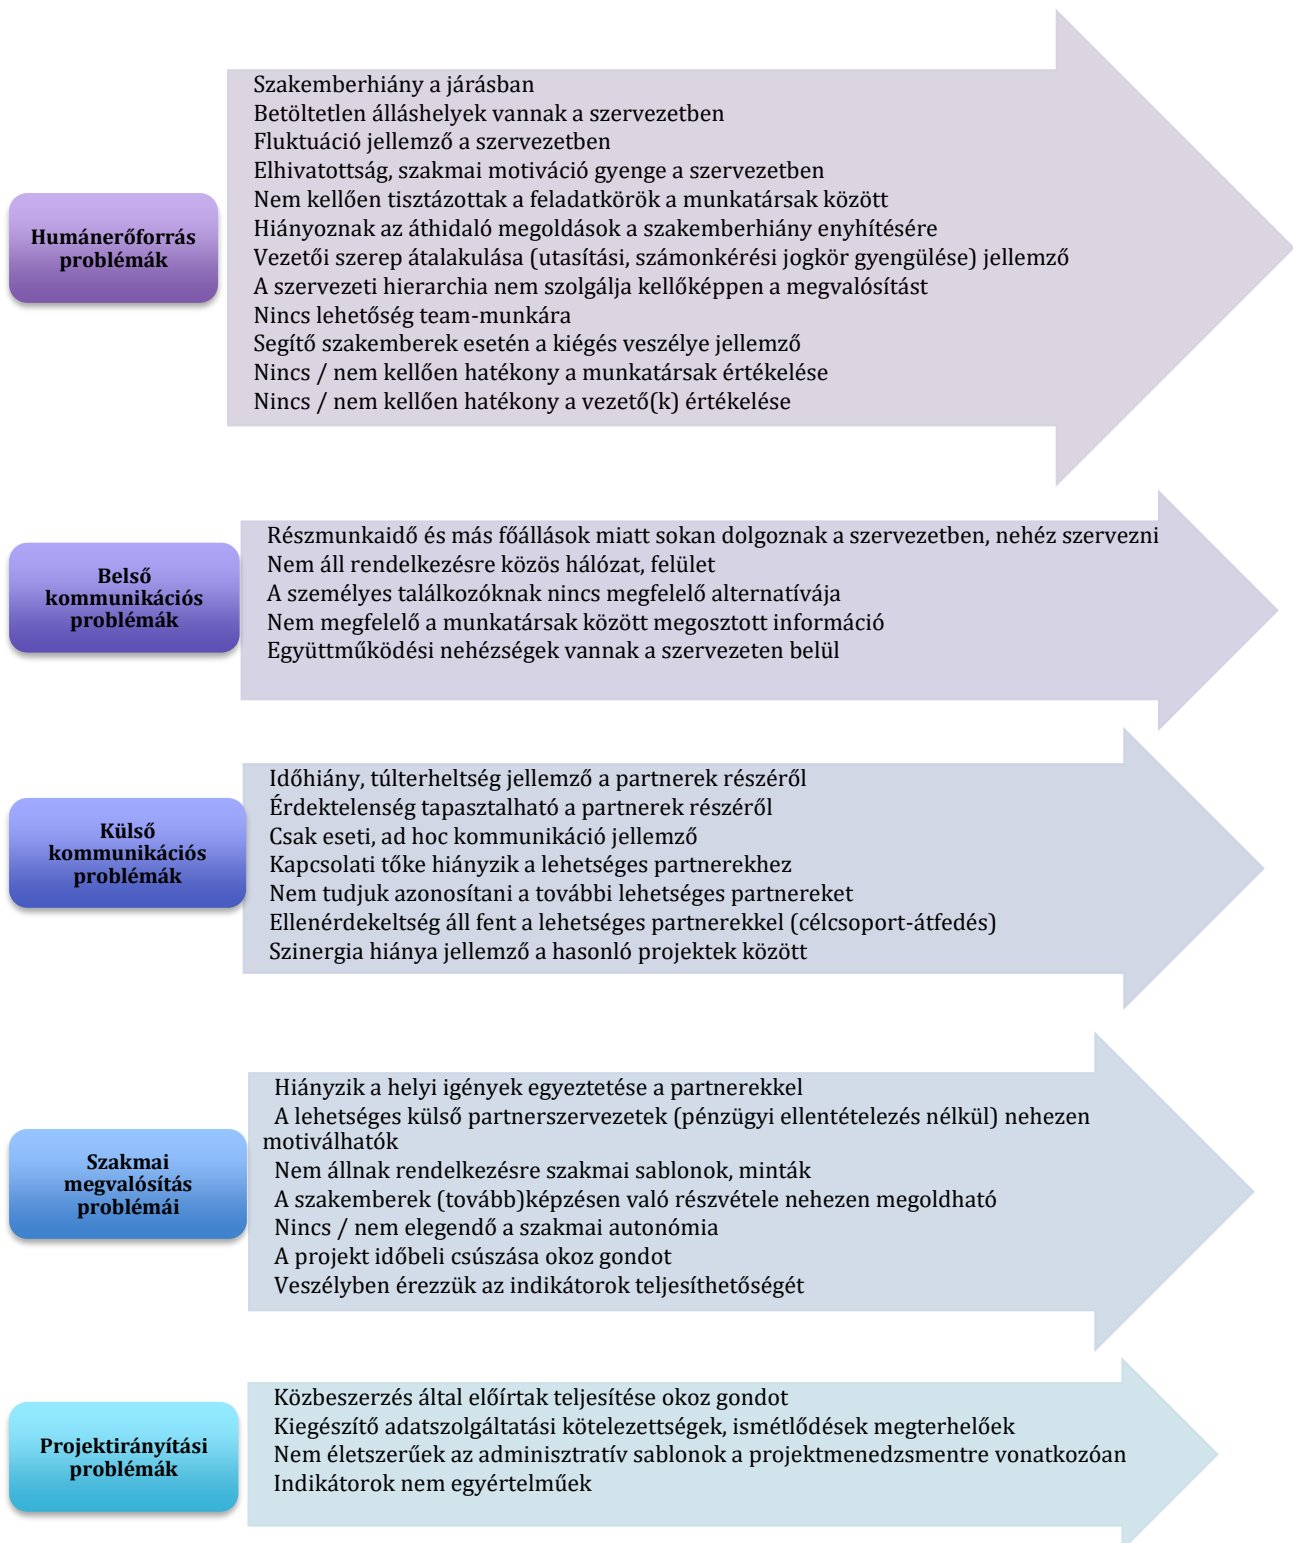 Humánerőforrás
problémák
Szakemberhiány a járásban
Betöltetlen álláshelyek vannak a szervezetben
Fluktuáció jellemző a szervezetben
Elhivatottság, szakmai motiváció gyenge a szervezetben
Nem kellően tisztázottak a feladatkörök a munkatársak között
Hiányoznak az áthidaló megoldások a szakemberhiány enyhítésére
Vezetői szerep átalakulása (utasítási, számonkérési jogkör gyengülése) jellemző
A szervezeti hierarchia nem szolgálja kellőképpen a megvalósítást
Nincs lehetőség team-munkára
Segítő szakemberek esetén a kiégés veszélye jellemző
Nincs / nem kellően hatékony a munkatársak értékelése
Nincs / nem kellően hatékony a vezető(k) értékelése
Belső
kommunikációs
problémák
Részmunkaidő és más főállások miatt sokan dolgoznak a szervezetben, nehéz szervezni
Nem áll rendelkezésre közös hálózat, felület
A személyes találkozóknak nincs megfelelő alternatívája
Nem megfelelő a munkatársak között megosztott információ
Együttműködési nehézségek vannak a szervezeten belül
Külső
kommunikációs
problémák
Időhiány, túlterheltség jellemző a partnerek részéről
Érdektelenség tapasztalható a partnerek részéről
Csak eseti, ad hoc kommunikáció jellemző
Kapcsolati tőke hiányzik a lehetséges partnerekhez
Nem tudjuk azonosítani a további lehetséges partnereket
Ellenérdekeltség áll fent a lehetséges partnerekkel (célcsoport-átfedés)
Szinergia hiánya jellemző a hasonló projektek között
Szakmai
megvalósítás
problémái
Hiányzik a helyi igények egyeztetése a partnerekkel
A lehetséges külső partnerszervezetek (pénzügyi ellentételezés nélkül) nehezen
motiválhatók
Nem állnak rendelkezésre szakmai sablonok, minták
A szakemberek (tovább)képzésen való részvétele nehezen megoldható
Nincs / nem elegendő a szakmai autonómia
A projekt időbeli csúszása okoz gondot
Veszélyben érezzük az indikátorok teljesíthetőségét
Projektirányítási
problémák
Közbeszerzés által előírtak teljesítése okoz gondot
Kiegészítő adatszolgáltatási kötelezettségek, ismétlődések megterhelőek
Nem életszerűek az adminisztratív sablonok a projektmenedzsmentre vonatkozóan
Indikátorok nem egyértelműek